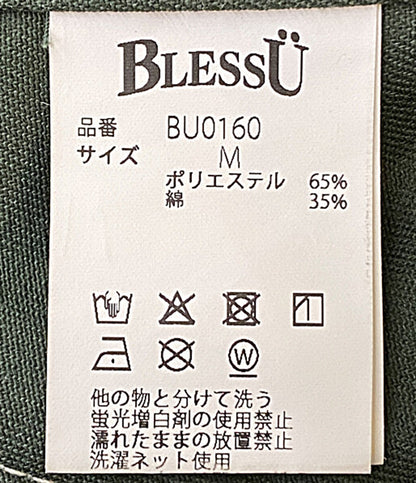 BLESSÜ
品番 BU0160
サイズ M
ポリエステル 65%
綿 35%
W
他の物と分けて洗う
蛍光増白剤の使用禁止
濡れたままの放置禁止
洗濯ネット使用